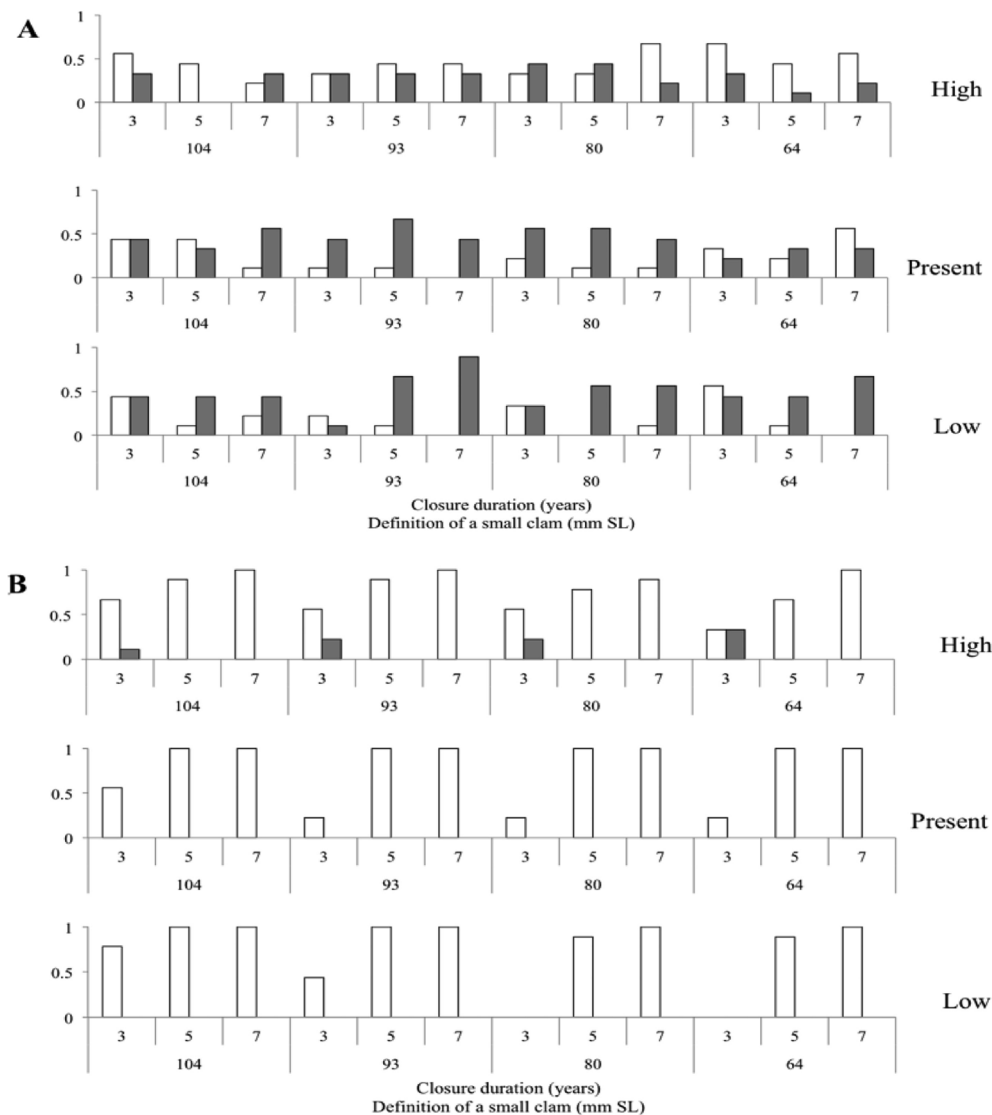 A
1
0.5
0
3 5 7 3 5 7 3 5 7 3 5 7
104 93 80 64
High
1
0.5
0
3 5 7 3 5 7 3 5 7 3 5 7
104 93 80 64
Present
1
0.5
0
3 5 7 3 5 7 3 5 7 3 5 7
104 93 80 64
Low
Closure duration (years)
Definition of a small clam (mm SL)
B
1
0.5
0
3 5 7 3 5 7 3 5 7 3 5 7
104 93 80 64
High
1
0.5
0
3 5 7 3 5 7 3 5 7 3 5 7
104 93 80 64
Present
1
0.5
0
3 5 7 3 5 7 3 5 7 3 5 7
104 93 80 64
Low
Closure duration (years)
Definition of a small clam (mm SL)